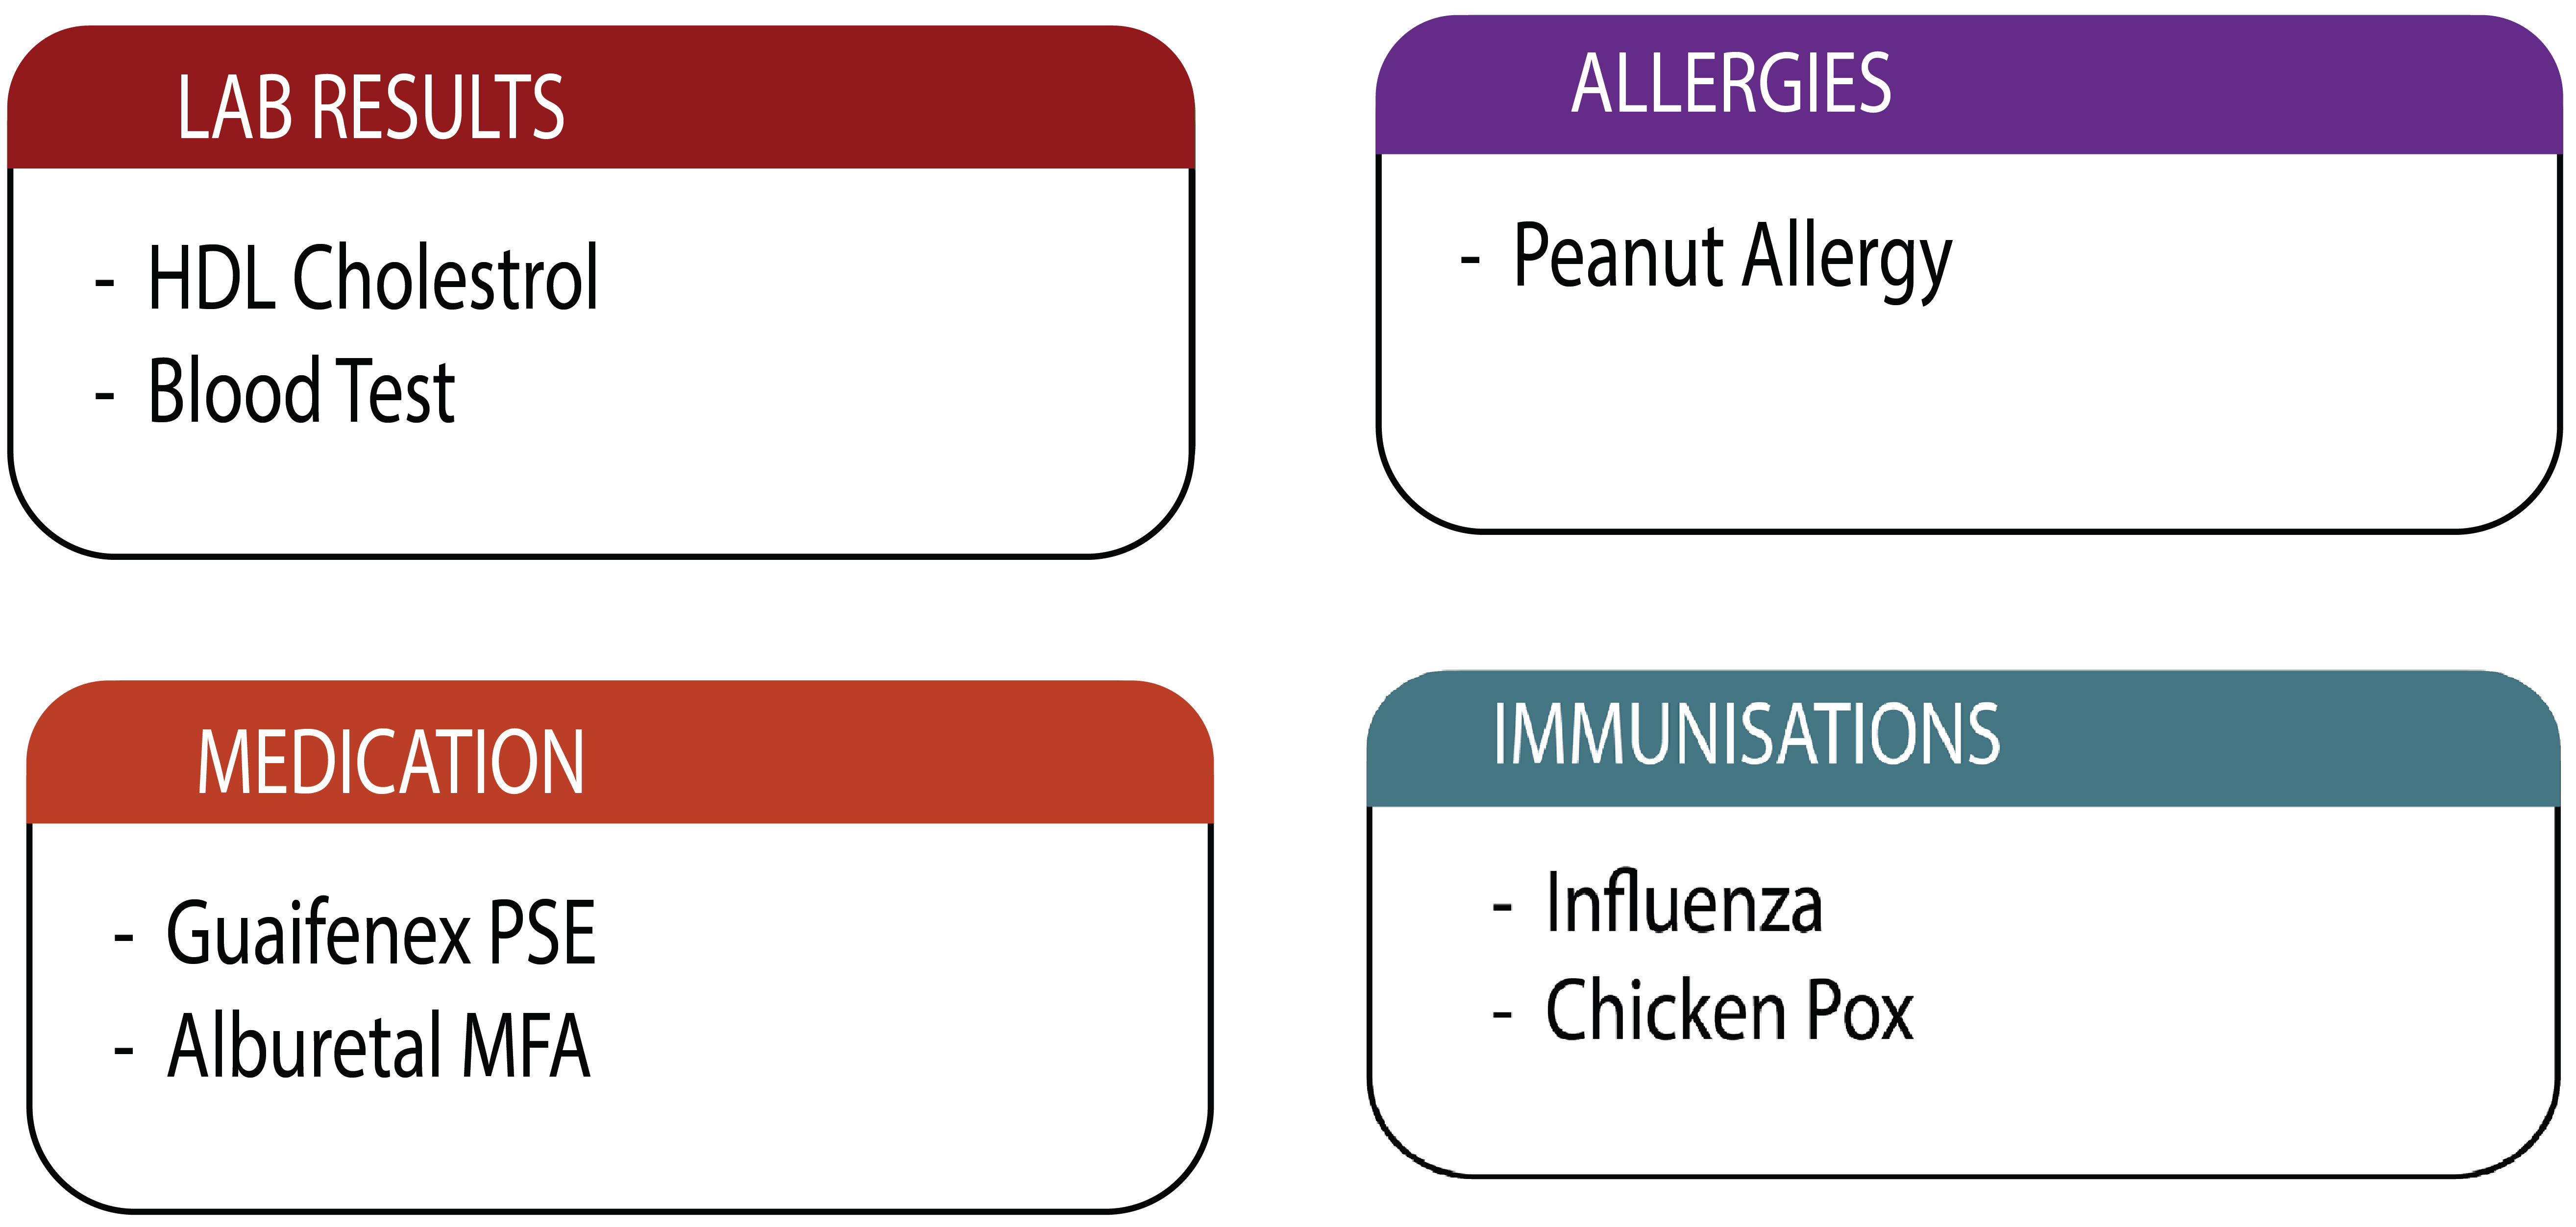 LAB RESULTS
- HDL Cholestrol
- Blood Test
ALLERGIES
- Peanut Allergy
MEDICATION
- Guaifenex PSE
- Alburetal MFA
IMMUNISATIONS
- Influenza
- Chicken Pox